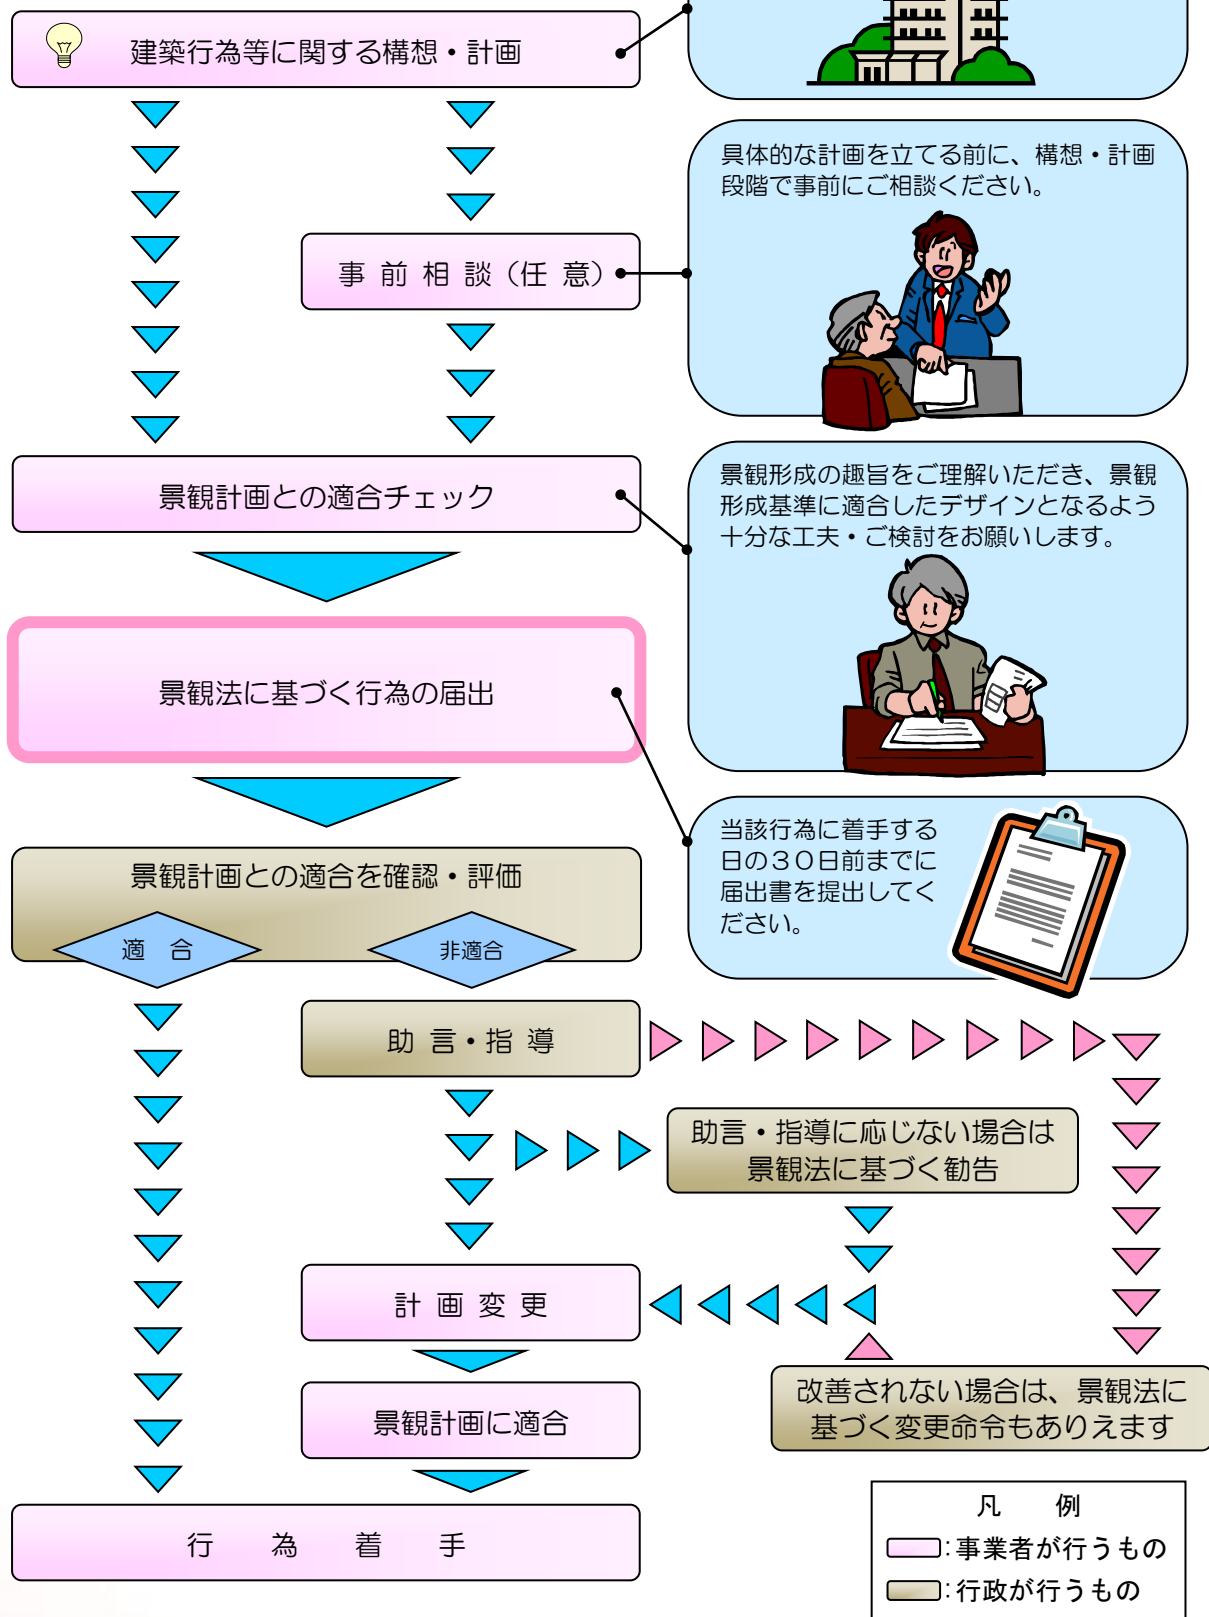 建築行為等に関する構想・計画
具体的な計画を立てる前に、構想・計画
段階で事前にご相談ください。
事前相談（任意）
景観計画との適合チェック
景観形成の趣旨をご理解いただき、景観
形成基準に適合したデザインとなるよう
十分な工夫・ご検討をお願いします。
景観法に基づく行為の届出
当該行為に着手する
日の３０日前までに
届出書を提出してく
ださい。
景観計画との適合を確認・評価
適　合
非適合
助言・指導
助言・指導に応じない場合は
景観法に基づく勧告
計画変更
改善されない場合は、景観法に
基づく変更命令もありえます
景観計画に適合
行　為　着　手
凡　例
：事業者が行うもの
：行政が行うもの